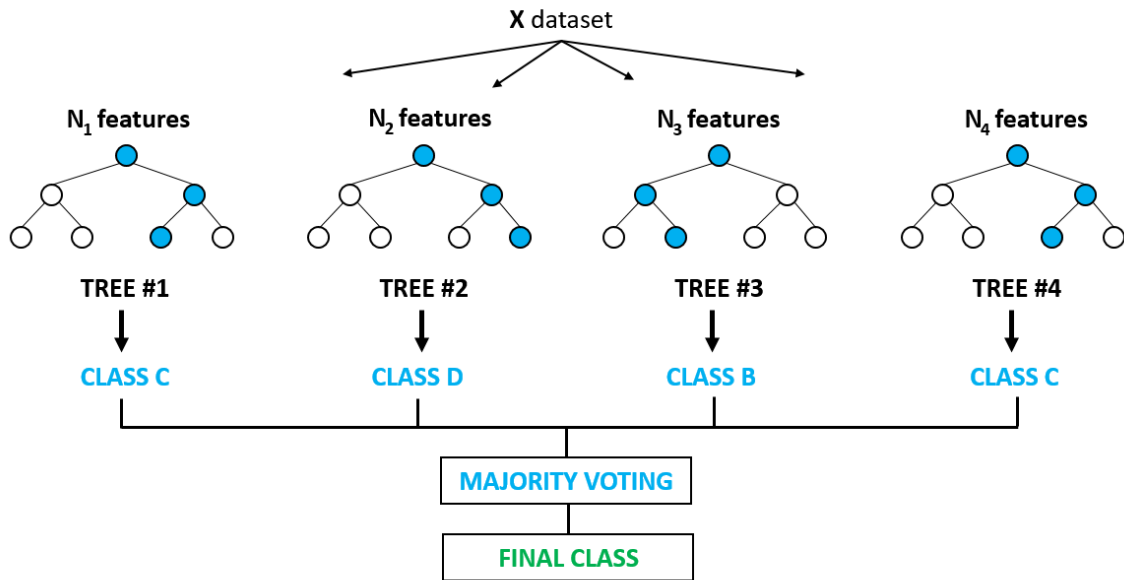 X dataset
N₁ features N₂ features N₃ features N₄ features
TREE #1 TREE #2 TREE #3 TREE #4
CLASS C CLASS D CLASS B CLASS C
MAJORITY VOTING
FINAL CLASS